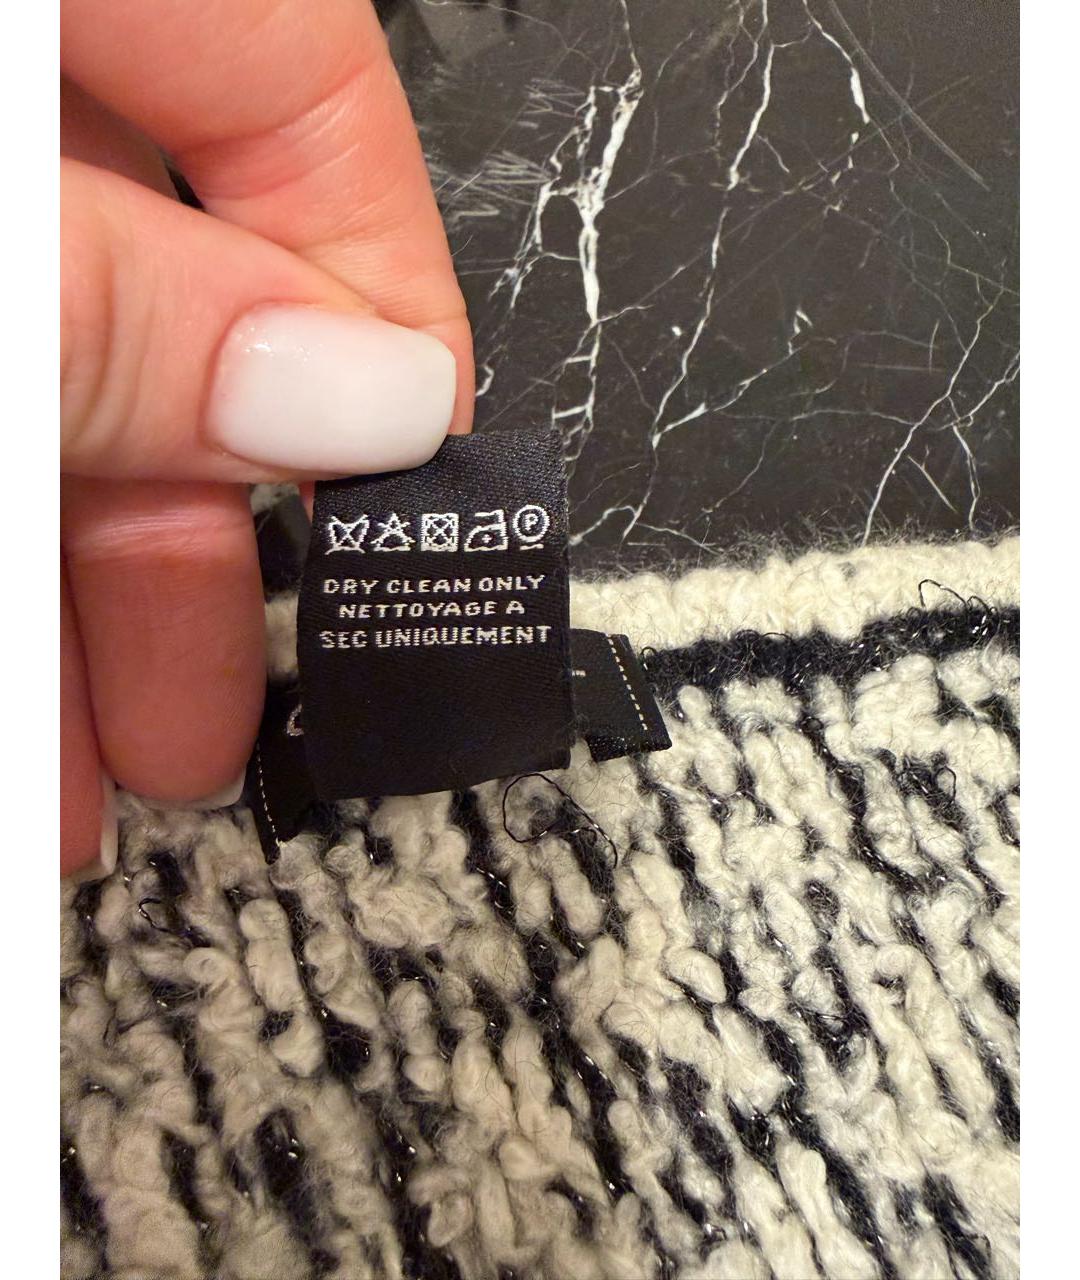 P
DRY CLEAN ONLY
NETTOYAGE A
SEC UNIQUEMENT